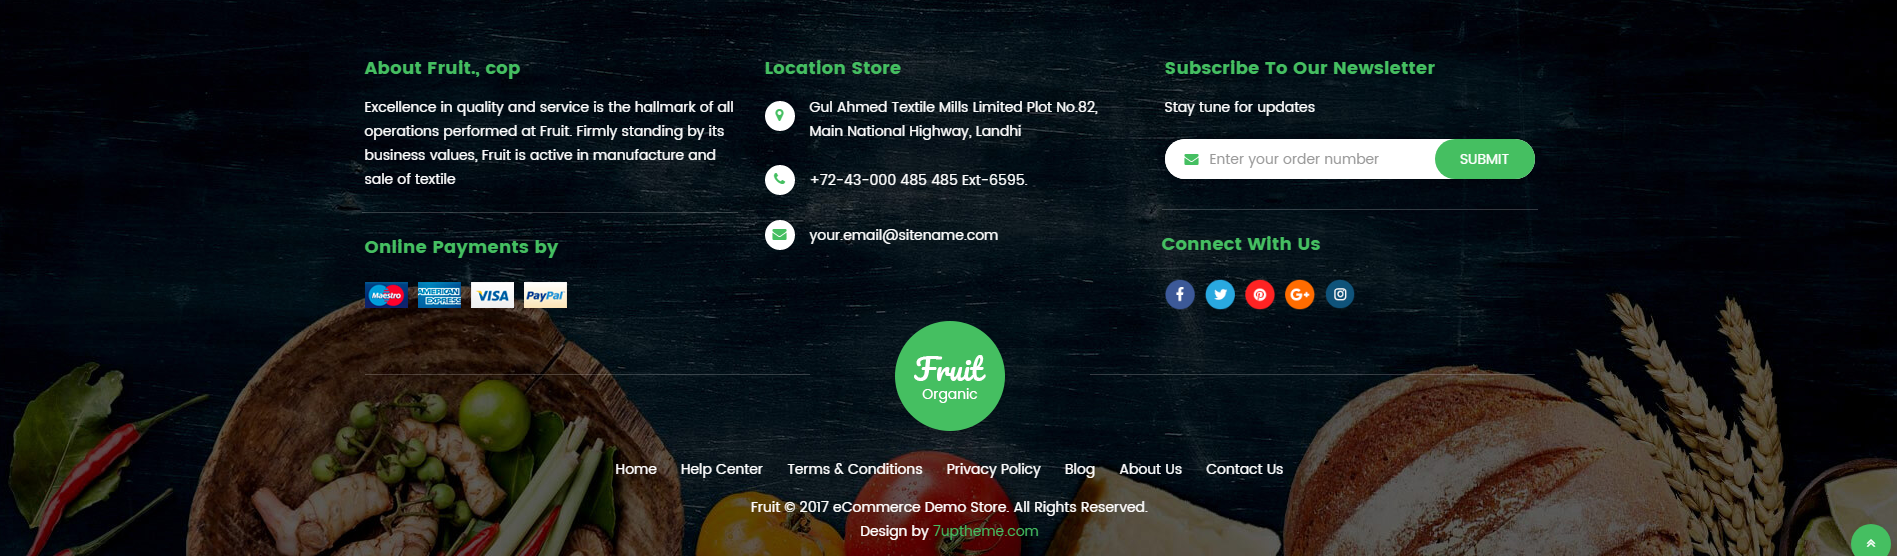 About Fruit., cop
Excellence in quality and service is the hallmark of all
operations performed at Fruit. Firmly standing by its
business values, Fruit is active in manufacture and
sale of textile
Online Payments by
Maestro
AMERICAN
EXPRESS
VISA
PayPal
Location Store
Gul Ahmed Textile Mills Limited Plot No.82,
Main National Highway, Landhi
+72-43-000 485 485 Ext-6595.
your.email@sitename.com
Subscribe To Our Newsletter
Stay tune for updates
Enter your order number
SUBMIT
Connect With Us
Fruit
Organic
Home Help Center Terms & Conditions Privacy Policy Blog About Us Contact Us
Fruit © 2017 eCommerce Demo Store. All Rights Reserved.
Design by 7uptheme.com